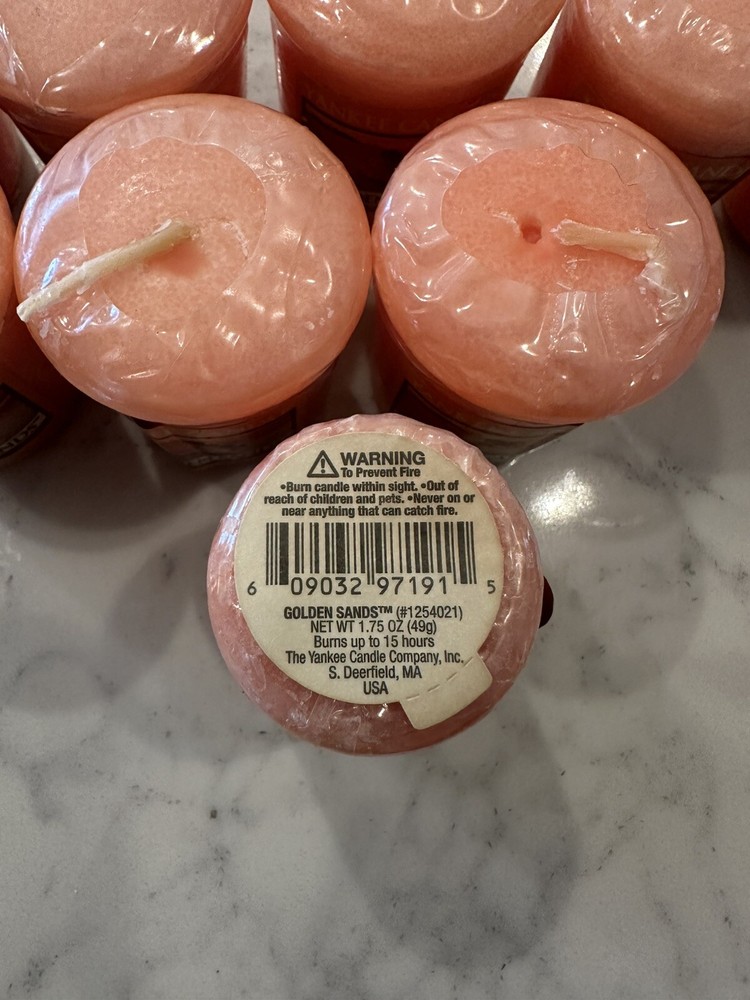 YANKEE CAN
WARNING
To Prevent Fire
•Burn candle within sight. •Out of
reach of children and pets. •Never on or
near anything that can catch fire.
6 09032 97191 5
GOLDEN SANDS™ (#1254021)
NET WT 1.75 OZ (49g)
Burns up to 15 hours
The Yankee Candle Company, Inc.
S. Deerfield, MA
USA